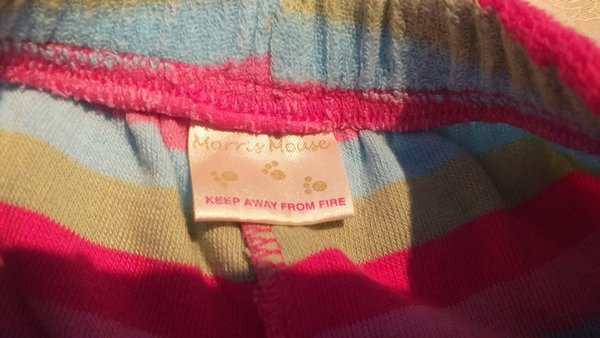 Morris Mouse
KEEP AWAY FROM FIRE